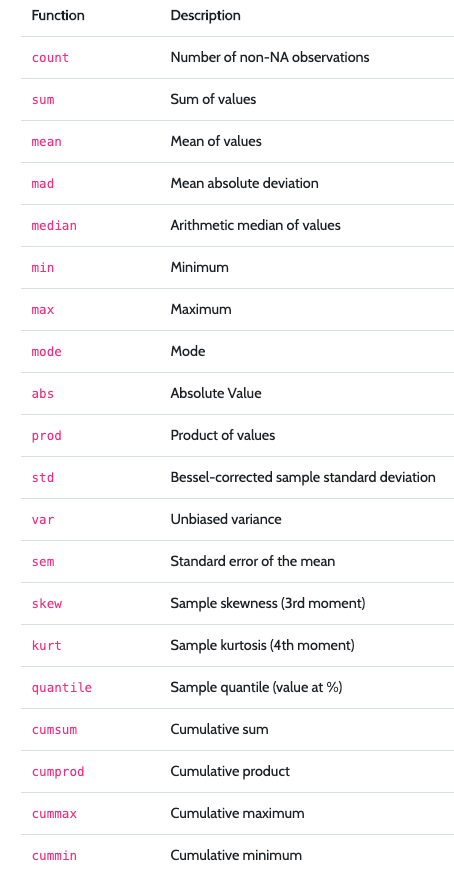 Function Description
count Number of non-NA observations
sum Sum of values
mean Mean of values
mad Mean absolute deviation
median Arithmetic median of values
min Minimum
max Maximum
mode Mode
abs Absolute Value
prod Product of values
std Bessel-corrected sample standard deviation
var Unbiased variance
sem Standard error of the mean
skew Sample skewness (3rd moment)
kurt Sample kurtosis (4th moment)
quantile Sample quantile (value at %)
cumsum Cumulative sum
cumprod Cumulative product
cummax Cumulative maximum
cummin Cumulative minimum